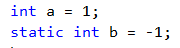 int a = 1;
static int b = -1;